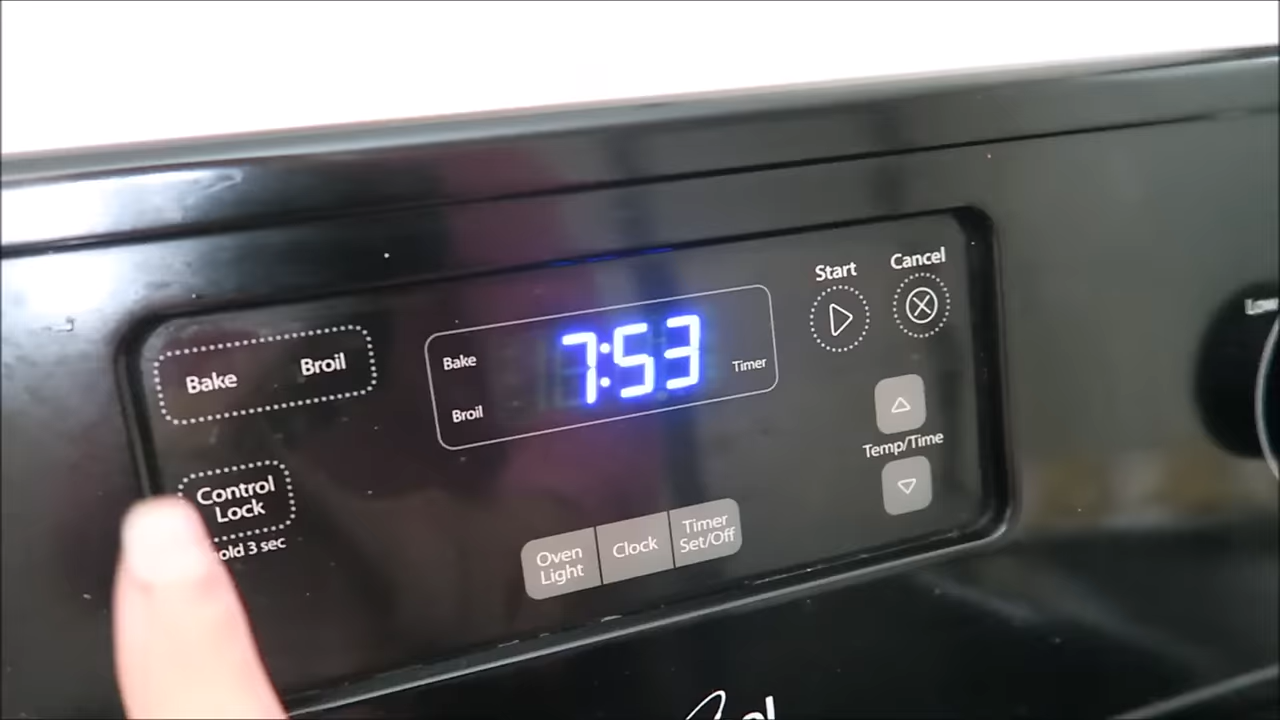 Start
Cancel
Bake
Broil
Bake
7:53
Timer
Broil
Temp/Time
Control
Lock
old 3 sec
Oven
Light
Clock
Timer
Set/Off